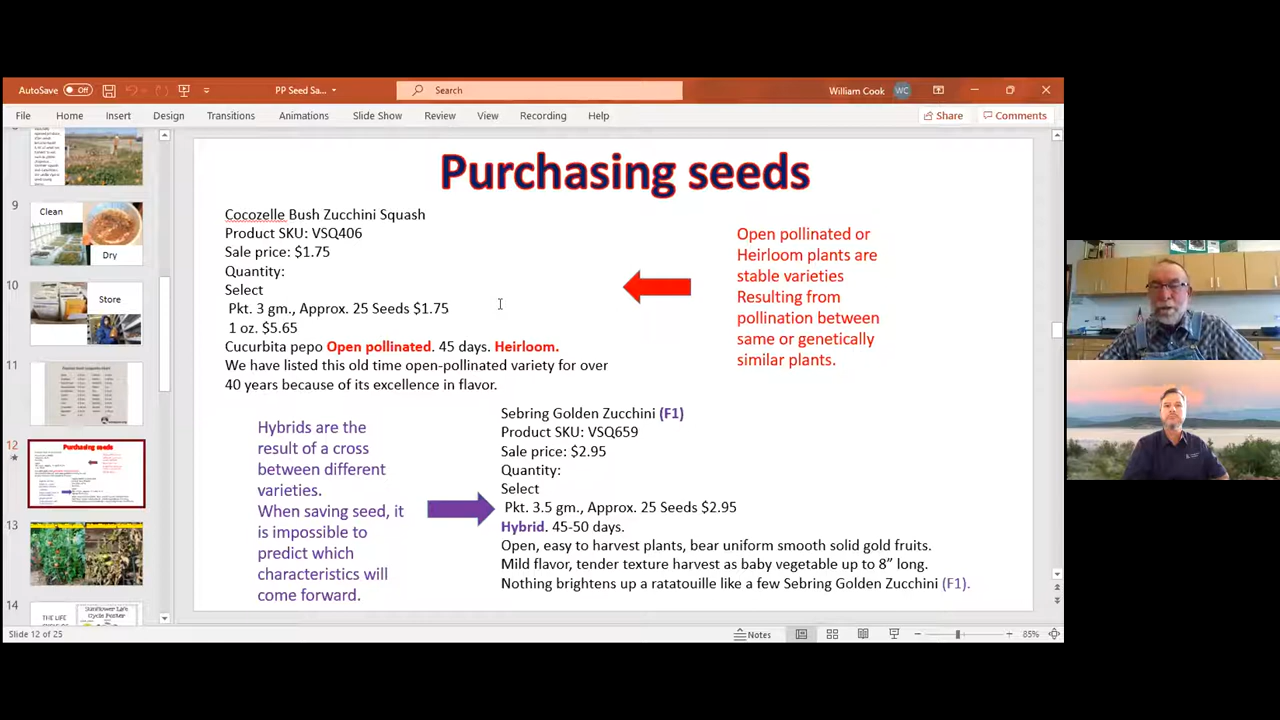 AutoSave Off PP Seed Sa... Search William Cook WC
File Home Insert Design Transitions Animations Slide Show Review View Recording Help Share Comments
9
Clean
Dry
10
Store
11
12
Purchasing seeds
13
14
THE LIFE
Sunflower Life
Cycle Poster
Purchasing seeds
Cocozelle Bush Zucchini Squash
Product SKU: VSQ406
Sale price: $1.75
Quantity:
Select
Pkt. 3 gm., Approx. 25 Seeds $1.75
1 oz. $5.65
Cucurbita pepo Open pollinated. 45 days. Heirloom.
We have listed this old time open-pollinated variety for over
40 years because of its excellence in flavor.
Open pollinated or
Heirloom plants are
stable varieties
Resulting from
pollination between
same or genetically
similar plants.
Hybrids are the
result of a cross
between different
varieties.
When saving seed, it
is impossible to
predict which
characteristics will
come forward.
Sebring Golden Zucchini (F1)
Product SKU: VSQ659
Sale price: $2.95
Quantity:
Select
Pkt. 3.5 gm., Approx. 25 Seeds $2.95
Hybrid. 45-50 days.
Open, easy to harvest plants, bear uniform smooth solid gold fruits.
Mild flavor, tender texture harvest as baby vegetable up to 8” long.
Nothing brightens up a ratatouille like a few Sebring Golden Zucchini (F1).
Slide 12 of 25 Notes 85%